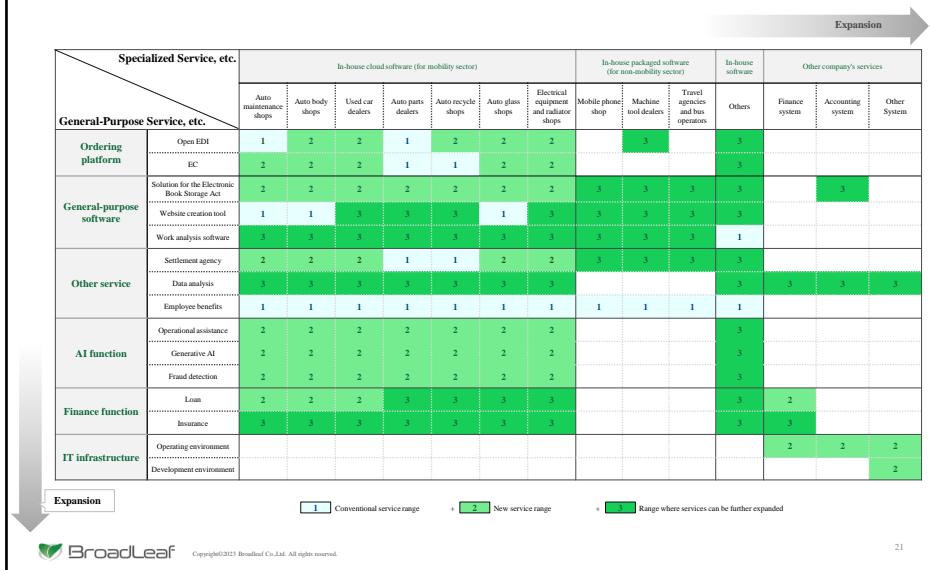 Expansion
Specialized Service, etc.
General-Purpose Service, etc.
In-house cloud software (for mobility sector)
In-house packaged software
(for non-mobility sector)
In-house
software
Other company's services
Auto
maintenance
shops
Auto body
shops
Used car
dealers
Auto parts
dealers
Auto recycle
shops
Auto glass
shops
Electrical
equipment
and radiator
shops
Mobile phone
shop
Machine
tool dealers
Travel
agencies
and bus
operators
Others
Finance
system
Accounting
system
Other
System
Ordering
platform
Open EDI 1 2 2 1 2 2 2 3 3
EC 2 2 2 1 1 2 2 3
General-purpose
software
Solution for the Electronic
Book Storage Act
2 2 2 2 2 2 2 3 3 3 3 3
Website creation tool 1 1 3 3 3 1 3 3 3 3 3
Work analysis software 3 3 3 3 3 3 3 3 3 3 1
Other service
Settlement agency 2 2 2 1 1 2 2 3 3 3 3
Data analysis 3 3 3 3 3 3 3 3 3 3 3
Employee benefits 1 1 1 1 1 1 1 1 1 1 1
AI function
Operational assistance 2 2 2 2 2 2 2 3
Generative AI 2 2 2 2 2 2 2 3
Fraud detection 2 2 2 2 2 2 2 3
Finance function
Loan 2 2 2 3 3 3 3 3 2
Insurance 3 3 3 3 3 3 3 3 3
IT infrastructure
Operating environment 2 2 2
Development environment 2
Expansion
1 Conventional service range + 2 New service range + 3 Range where services can be further expanded
BroadLeaf
Copyright©2023 Broadleaf Co.,Ltd. All rights reserved.
21